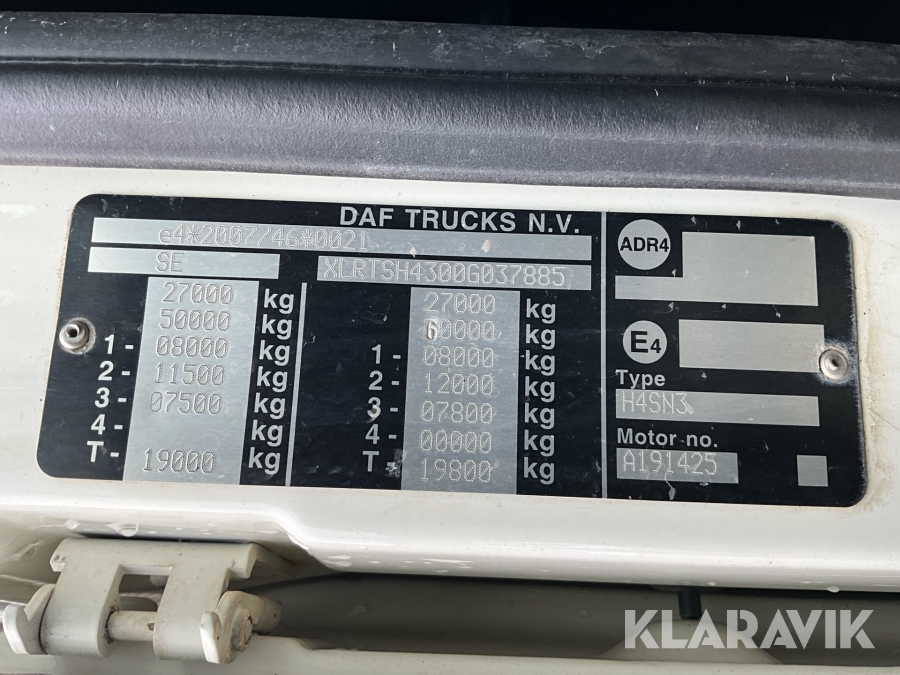 DAF TRUCKS N.V.
e4*2007/46*0021
SE
XLRTSH4300G037885
27000 kg
50000 kg
1- 08000 kg
2- 11500 kg
3- 07500 kg
4- kg
T- 19000 kg
27000 kg
60000 kg
1- 08000 kg
2- 12000 kg
3- 07800 kg
4- 00000 kg
T * 19800 kg
ADR4
E4
Type
H4SN3
Motor no.
A191425
KLARAVIK